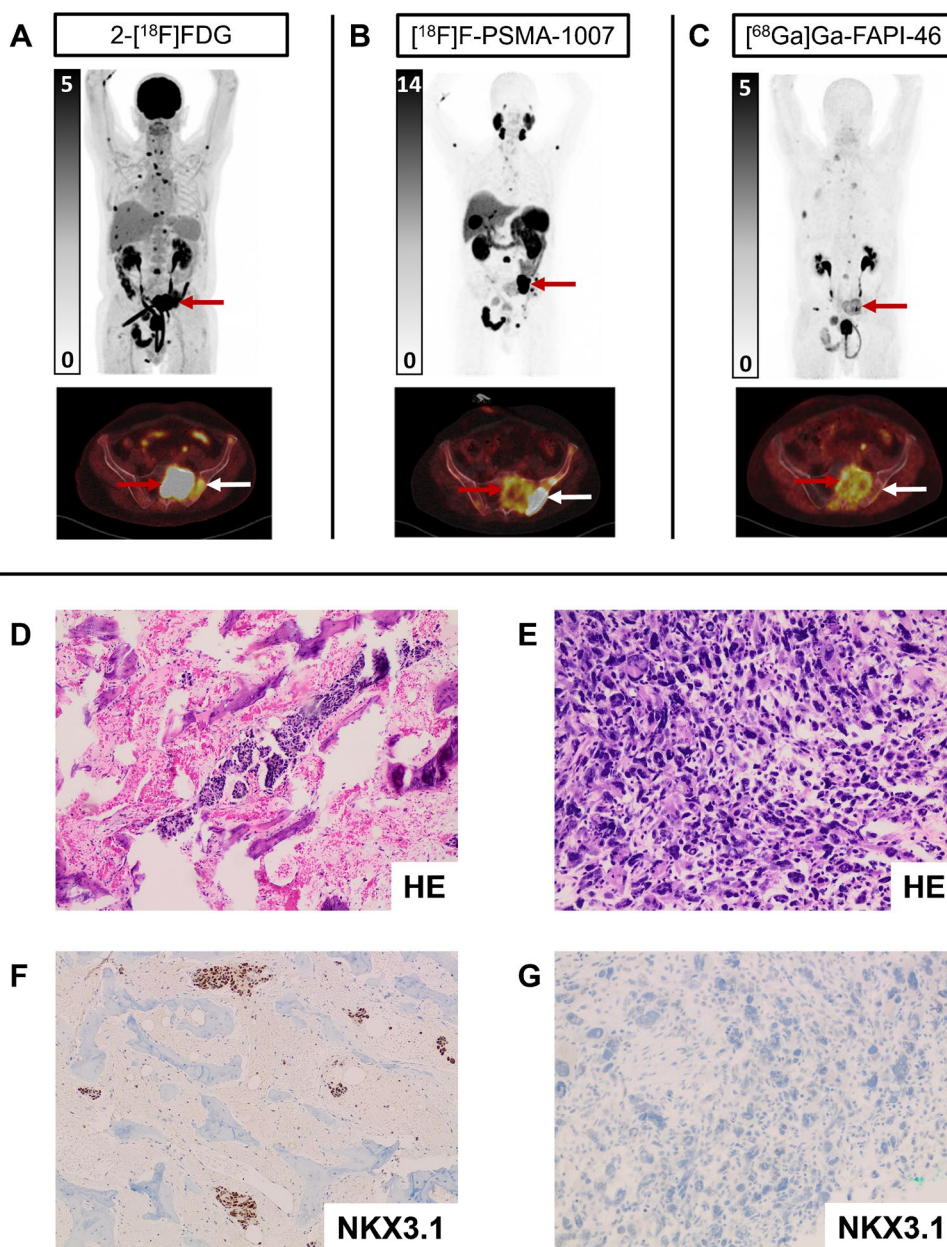 A
2-[¹⁸F]FDG
5
0
B
[¹⁸F]F-PSMA-1007
14
0
C
[⁶⁸Ga]Ga-FAPI-46
5
0
D
HE
E
HE
F
NKX3.1
G
NKX3.1